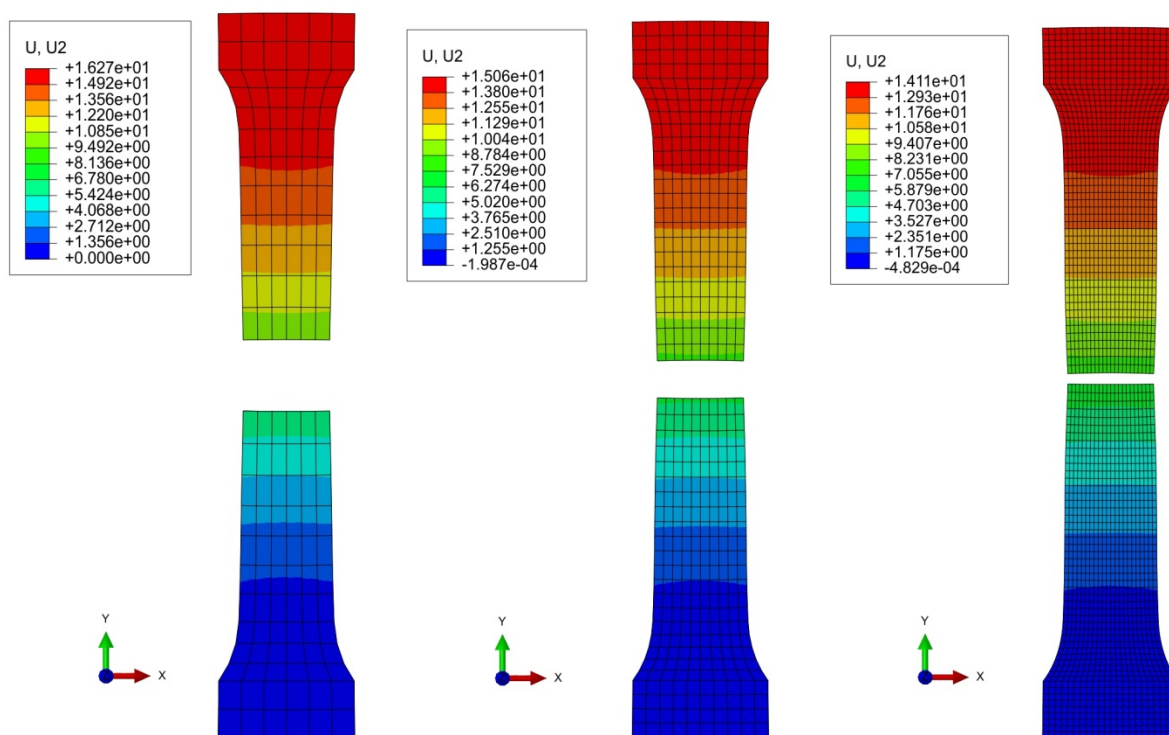 U, U2
+1.627e+01
+1.492e+01
+1.356e+01
+1.220e+01
+1.085e+01
+9.492e+00
+8.136e+00
+6.780e+00
+5.424e+00
+4.068e+00
+2.712e+00
+1.356e+00
+0.000e+00
Y
X
U, U2
+1.506e+01
+1.380e+01
+1.255e+01
+1.129e+01
+1.004e+01
+8.784e+00
+7.529e+00
+6.274e+00
+5.020e+00
+3.765e+00
+2.510e+00
+1.255e+00
-1.987e-04
Y
X
U, U2
+1.411e+01
+1.293e+01
+1.176e+01
+1.058e+01
+9.407e+00
+8.231e+00
+7.055e+00
+5.879e+00
+4.703e+00
+3.527e+00
+2.351e+00
+1.175e+00
-4.829e-04
Y
X